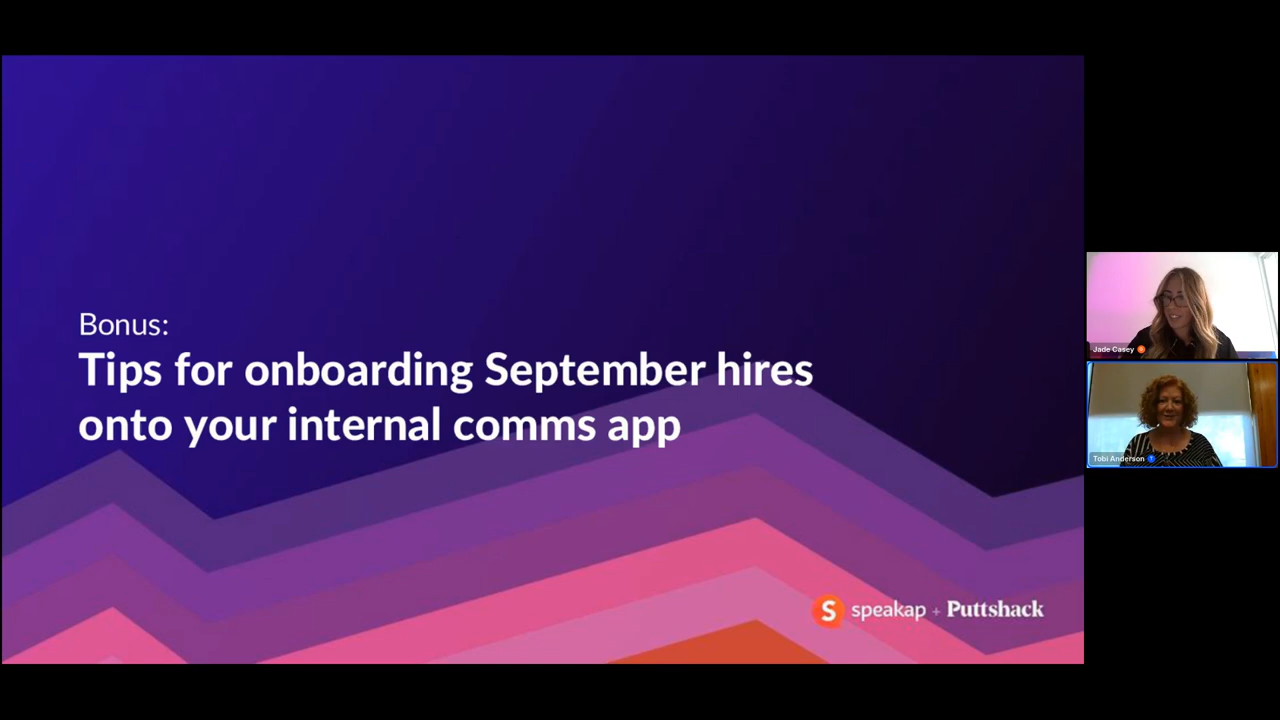 Bonus:
Tips for onboarding September hires
onto your internal comms app
S speakap + Puttshack
Jade Casey
Tobi Anderson